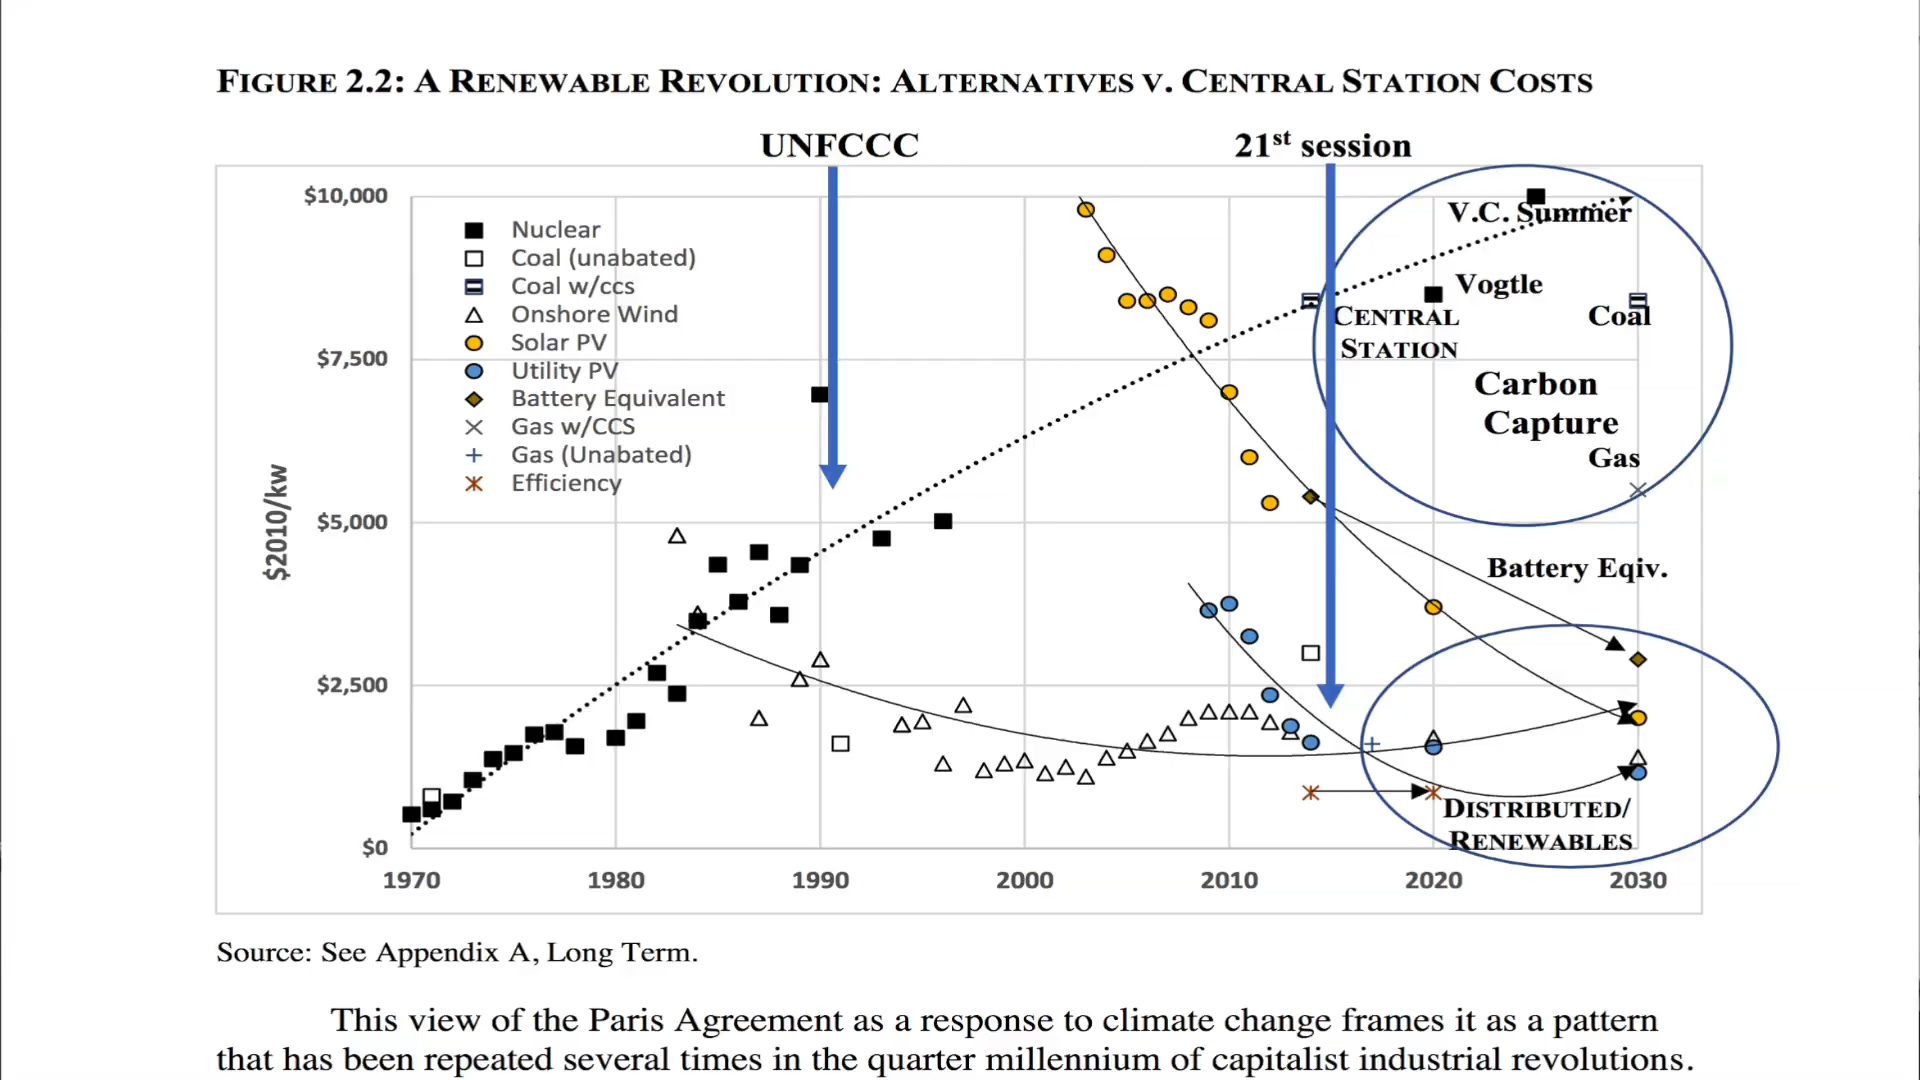 FIGURE 2.2: A RENEWABLE REVOLUTION: ALTERNATIVES V. CENTRAL STATION COSTS
UNFCCC
21st session
$10,000
$7,500
$5,000
$2,500
$0
$2010/kw
Nuclear
Coal (unabated)
Coal w/ccs
Onshore Wind
Solar PV
Utility PV
Battery Equivalent
Gas w/CCS
Gas (Unabated)
Efficiency
V.C. Summer
Vogtle
CENTRAL
STATION
Coal
Carbon
Capture
Gas
Battery Eqiv.
DISTRIBUTED/
RENEWABLES
1970 1980 1990 2000 2010 2020 2030
Source: See Appendix A, Long Term.
This view of the Paris Agreement as a response to climate change frames it as a pattern
that has been repeated several times in the quarter millennium of capitalist industrial revolutions.